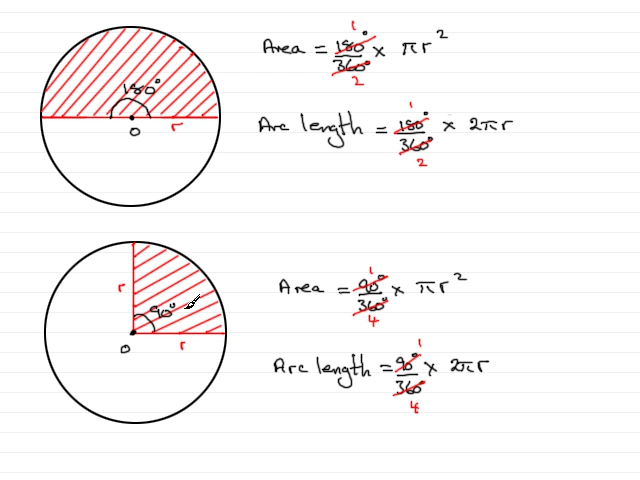 Area = 180°/360° × πr²
1
2
180°
O
r
Arc length = 180°/360° × 2πr
1
2
r
90°
O
r
Area = 90°/360° × πr²
1
4
Arc length = 90°/360° × 2πr
1
4